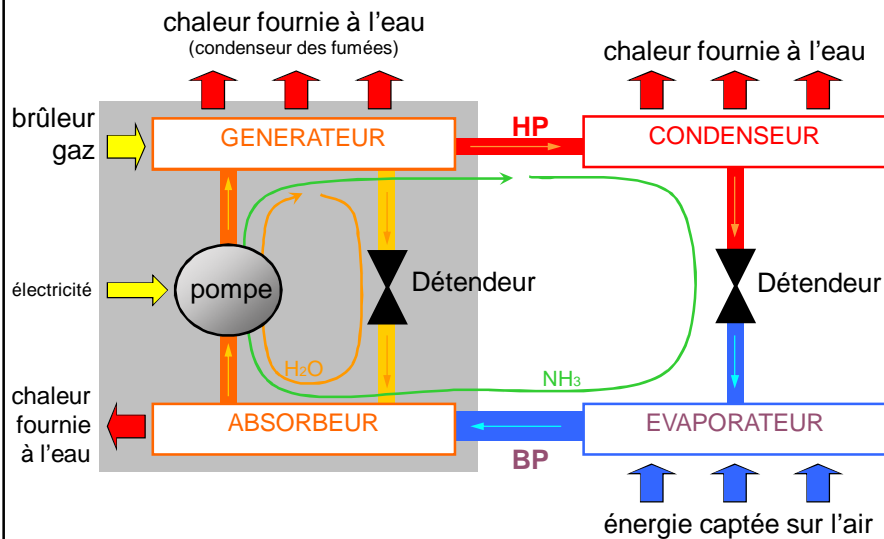 chaleur fournie à l'eau
(condenseur des fumées)
chaleur fournie à l'eau
brûleur
gaz
GENERATEUR
HP
CONDENSEUR
électricité
pompe
Détendeur
Détendeur
H₂O
NH₃
chaleur
fournie
à l'eau
ABSORBEUR
BP
EVAPORATEUR
énergie captée sur l'air